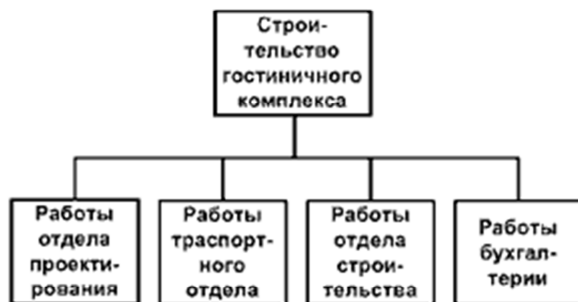 Строи-
тельство
гостиничного
комплекса
Работы
отдела
проекти-
рования
Работы
траспорт-
ного
отдела
Работы
отдела
строи-
тельства
Работы
бухгал-
терии